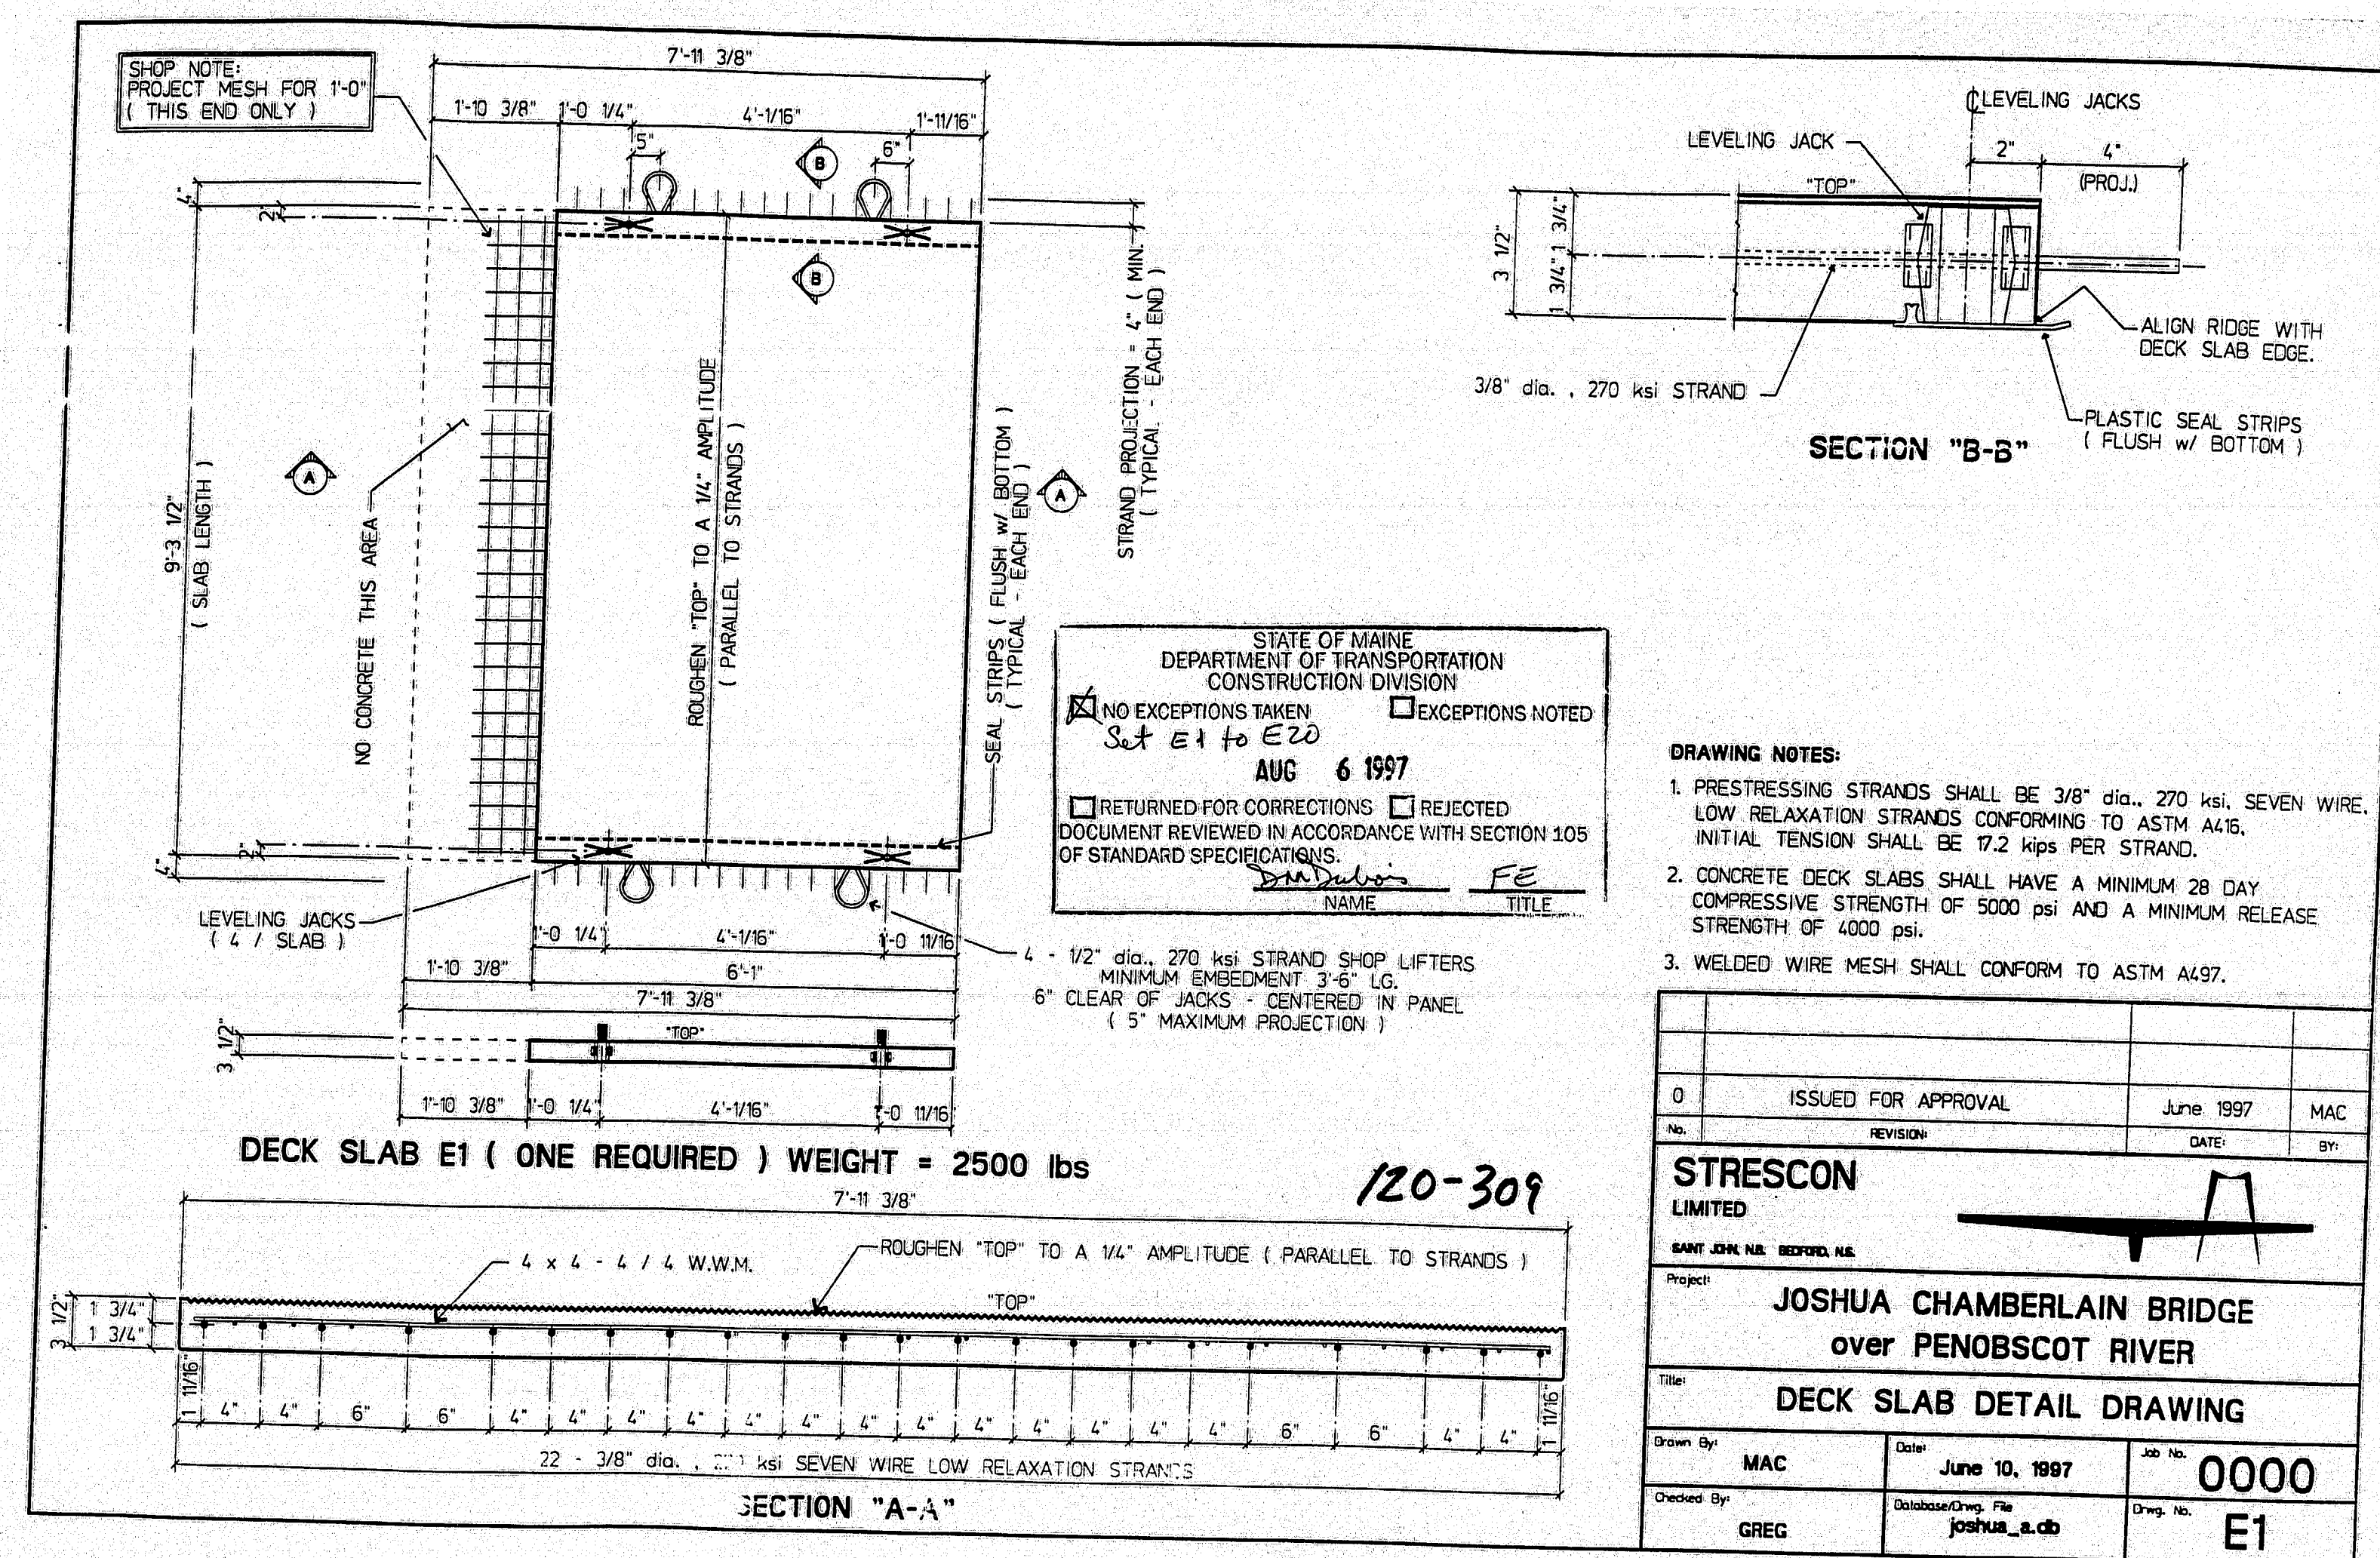 SHOP NOTE:
PROJECT MESH FOR 1'-0"
( THIS END ONLY )
7'-11 3/8"
1'-10 3/8"
1'-0 1/4"
4'-1/16"
1'-11/16"
5"
6"
B
B
4"
2"
9'-3 1/2"
( SLAB LENGTH )
A
NO CONCRETE THIS AREA
ROUGHEN "TOP" TO A 1/4" AMPLITUDE
( PARALLEL TO STRANDS )
SEAL STRIPS ( FLUSH w/ BOTTOM )
( TYPICAL - EACH END )
A
STRAND PROJECTION = 4" ( MIN.
( TYPICAL - EACH END )
2"
4"
LEVELING JACKS
( 4 / SLAB )
1'-0 1/4"
4'-1/16"
1'-0 11/16"
1'-10 3/8"
6'-1"
7'-11 3/8"
4 - 1/2" dia., 270 ksi STRAND SHOP LIFTERS
MINIMUM EMBEDMENT 3'-6" LG.
6" CLEAR OF JACKS - CENTERED IN PANEL
( 5" MAXIMUM PROJECTION )
3 1/2"
"TOP"
1'-10 3/8"
1'-0 1/4"
4'-1/16"
1'-0 11/16"
DECK SLAB E1 ( ONE REQUIRED ) WEIGHT = 2500 lbs
120-309
7'-11 3/8"
4 x 4 - 4 / 4 W.W.M.
ROUGHEN "TOP" TO A 1/4" AMPLITUDE ( PARALLEL TO STRANDS )
"TOP"
3 1/2"
1 3/4"
1 3/4"
1 11/16"
4" 4" 6" 6" 4" 4" 4" 4" 4" 4" 4" 4" 4" 4" 4" 4" 4" 6" 6" 4" 4"
1 11/16"
22 - 3/8" dia. , ksi SEVEN WIRE LOW RELAXATION STRANDS
SECTION "A-A"
℄ LEVELING JACKS
LEVELING JACK
2"
4"
(PROJ.)
"TOP"
3 1/2"
1 3/4"
1 3/4"
ALIGN RIDGE WITH
DECK SLAB EDGE.
3/8" dia. , 270 ksi STRAND
PLASTIC SEAL STRIPS
( FLUSH w/ BOTTOM )
SECTION "B-B"
STATE OF MAINE
DEPARTMENT OF TRANSPORTATION
CONSTRUCTION DIVISION
NO EXCEPTIONS TAKEN
EXCEPTIONS NOTED
Set E1 to E20
AUG 6 1997
RETURNED FOR CORRECTIONS
REJECTED
DOCUMENT REVIEWED IN ACCORDANCE WITH SECTION 105
OF STANDARD SPECIFICATIONS.
DM Dubois
FE
NAME
TITLE
DRAWING NOTES:
1. PRESTRESSING STRANDS SHALL BE 3/8" dia., 270 ksi, SEVEN WIRE,
LOW RELAXATION STRANDS CONFORMING TO ASTM A416.
INITIAL TENSION SHALL BE 17.2 kips PER STRAND.
2. CONCRETE DECK SLABS SHALL HAVE A MINIMUM 28 DAY
COMPRESSIVE STRENGTH OF 5000 psi AND A MINIMUM RELEASE
STRENGTH OF 4000 psi.
3. WELDED WIRE MESH SHALL CONFORM TO ASTM A497.
0
ISSUED FOR APPROVAL
June 1997
MAC
No.
REVISION:
DATE:
BY:
STRESCON
LIMITED
SAINT JOHN, N.B. BEDFORD, N.S.
Project:
JOSHUA CHAMBERLAIN BRIDGE
over PENOBSCOT RIVER
Title:
DECK SLAB DETAIL DRAWING
Drawn By:
MAC
Date:
June 10, 1997
Job No.
0000
Checked By:
GREG
Database/Drwg. File
joshua_a.db
Drwg. No.
E1